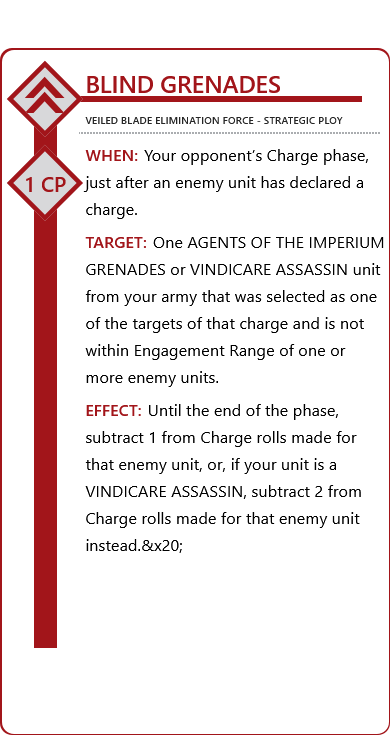 BLIND GRENADES
VEILED BLADE ELIMINATION FORCE - STRATEGIC PLOY
WHEN: Your opponent’s Charge phase,
1 CP
just after an enemy unit has declared a
charge.
TARGET: One AGENTS OF THE IMPERIUM
GRENADES or VINDICARE ASSASSIN unit
from your army that was selected as one
of the targets of that charge and is not
within Engagement Range of one or
more enemy units.
EFFECT: Until the end of the phase,
subtract 1 from Charge rolls made for
that enemy unit, or, if your unit is a
VINDICARE ASSASSIN, subtract 2 from
Charge rolls made for that enemy unit
instead.&x20;